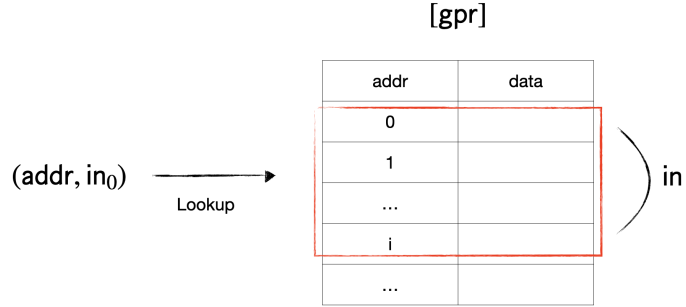 [gpr]
addr data
0
1
...
i
...
(addr, in₀)
Lookup
in